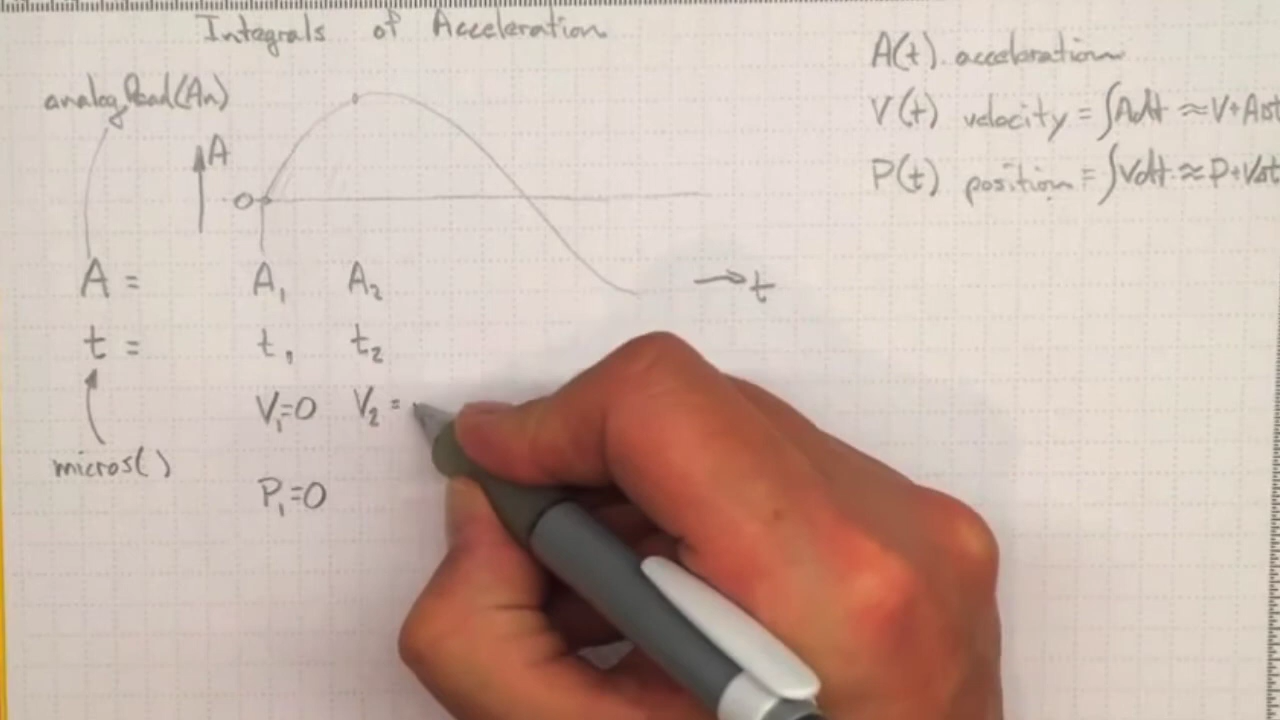 Integrals of Acceleration
analogRead(An)
A
0
A = A₁ A₂
→ t
t = t₁ t₂
V₁=0 V₂ =
micros()
P₁=0
A(t) acceleration
V(t) velocity = ∫Adt ≈ V+AΔt
P(t) position = ∫Vdt ≈ P+VΔt